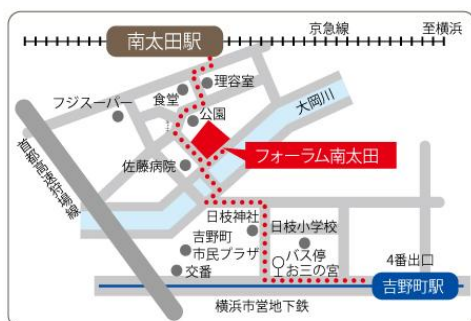 京急線
至横浜
南太田駅
理容室
食堂
フジスーパー
公園
大岡川
首都高速狩場線
佐藤病院
フォーラム南太田
日枝神社
日枝小学校
吉野町
市民プラザ
バス停
お三の宮
交番
4番出口
吉野町駅
横浜市営地下鉄